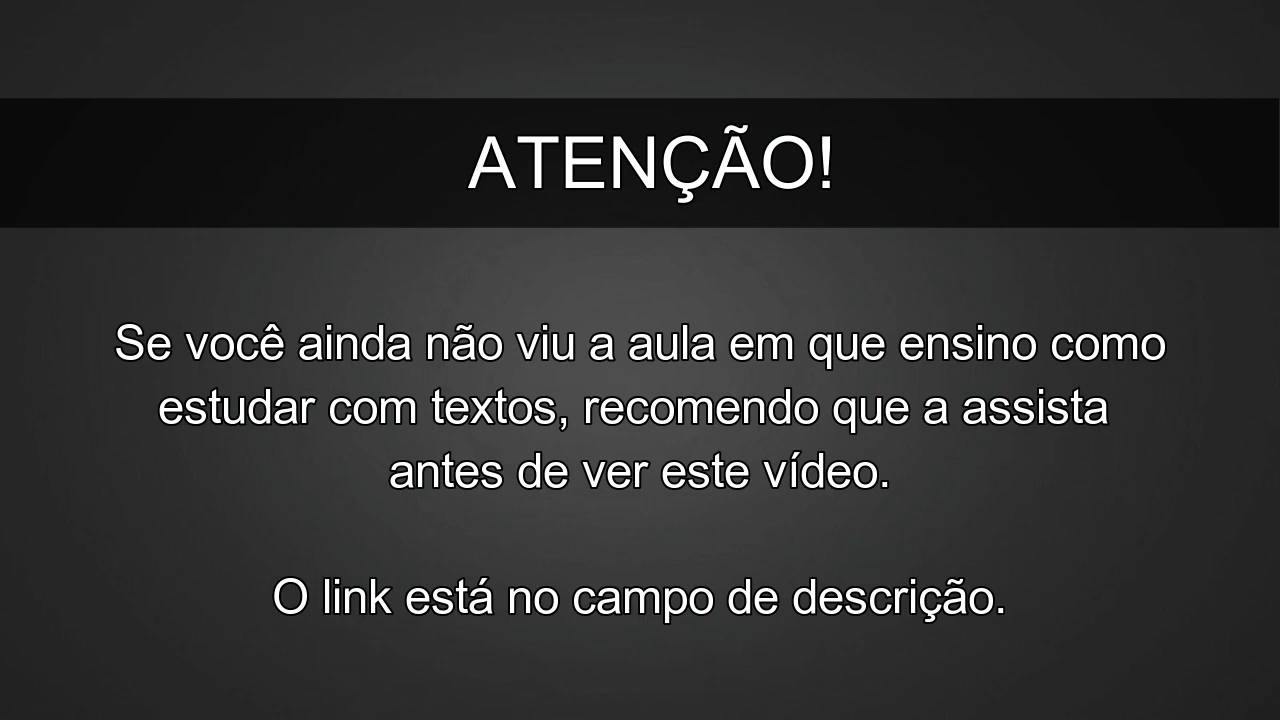 ATENÇÃO!
Se você ainda não viu a aula em que ensino como
estudar com textos, recomendo que a assista
antes de ver este vídeo.
O link está no campo de descrição.